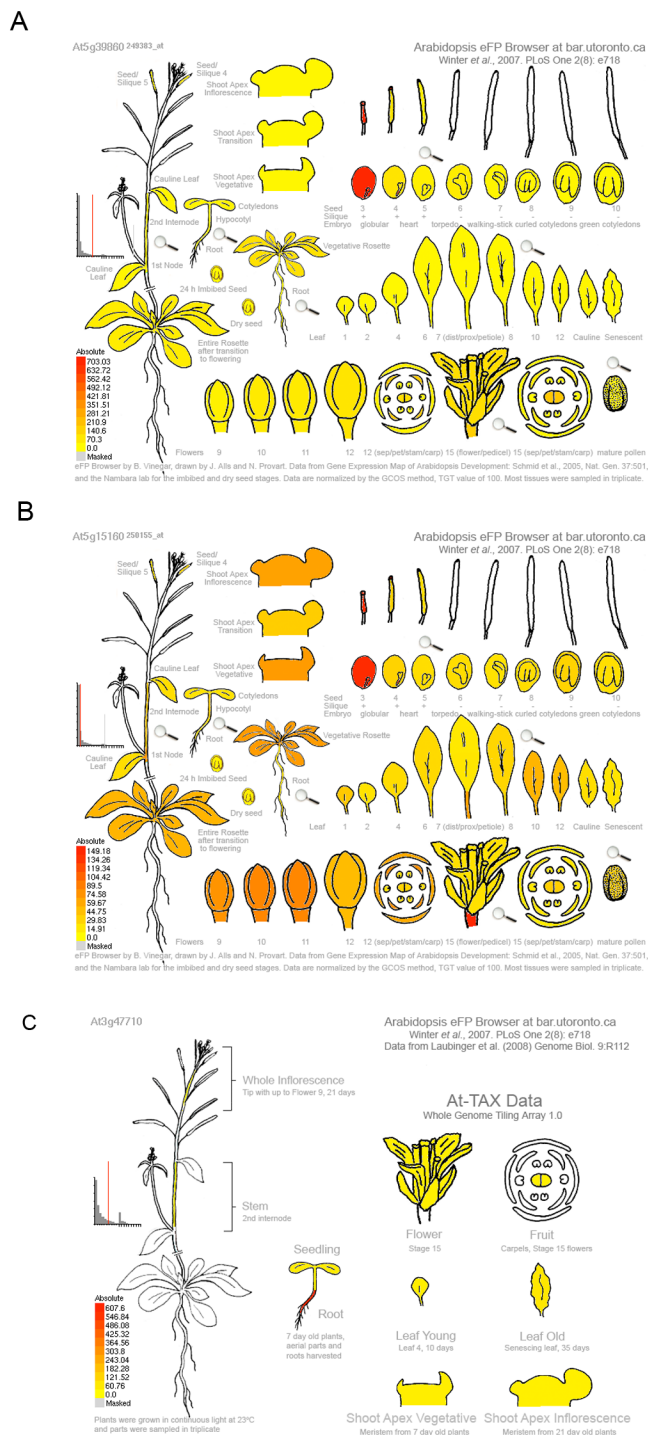 A
At5g39860 249383_at
Arabidopsis eFP Browser at bar.utoronto.ca
Winter et al., 2007. PLoS One 2(8): e718
Seed/
Silique 5
Seed/
Silique 4
Shoot Apex
Inflorescence
Shoot Apex
Transition
Shoot Apex
Vegetative
Cauline Leaf
2nd Internode
Cotyledons
Hypocotyl
Root
Vegetative Rosette
Seed 3 4 5 6 7 8 9 10
Silique + + + - - - - -
Embryo globular heart torpedo walking-stick curled cotyledons green cotyledons
1st Node
Cauline
Leaf
24 h Imbibed Seed
Root
Dry seed
Entire Rosette
after transition
to flowering
Leaf 1 2 4 6 7 (dist/prox/petiole) 8 10 12 Cauline Senescent
Absolute
703.03
632.72
562.42
492.12
421.81
351.51
281.21
210.9
140.6
70.3
0.0
Masked
Flowers 9 10 11 12 12 (sep/pet/stam/carp) 15 (flower/pedicel) 15 (sep/pet/stam/carp) mature pollen
eFP Browser by B. Vinegar, drawn by J. Alls and N. Provart. Data from Gene Expression Map of Arabidopsis Development: Schmid et al., 2005, Nat. Gen. 37:501,
and the Nambara lab for the imbibed and dry seed stages. Data are normalized by the GCOS method, TGT value of 100. Most tissues were sampled in triplicate.
B
At5g15160 250155_at
Arabidopsis eFP Browser at bar.utoronto.ca
Winter et al., 2007. PLoS One 2(8): e718
Seed/
Silique 5
Seed/
Silique 4
Shoot Apex
Inflorescence
Shoot Apex
Transition
Shoot Apex
Vegetative
Cauline Leaf
2nd Internode
Cotyledons
Hypocotyl
Root
Vegetative Rosette
Seed 3 4 5 6 7 8 9 10
Silique + + + - - - - -
Embryo globular heart torpedo walking-stick curled cotyledons green cotyledons
1st Node
Cauline
Leaf
24 h Imbibed Seed
Root
Dry seed
Entire Rosette
after transition
to flowering
Leaf 1 2 4 6 7 (dist/prox/petiole) 8 10 12 Cauline Senescent
Absolute
149.18
134.26
119.34
104.42
89.5
74.58
59.67
44.75
29.83
14.91
0.0
Masked
Flowers 9 10 11 12 12 (sep/pet/stam/carp) 15 (flower/pedicel) 15 (sep/pet/stam/carp) mature pollen
eFP Browser by B. Vinegar, drawn by J. Alls and N. Provart. Data from Gene Expression Map of Arabidopsis Development: Schmid et al., 2005, Nat. Gen. 37:501,
and the Nambara lab for the imbibed and dry seed stages. Data are normalized by the GCOS method, TGT value of 100. Most tissues were sampled in triplicate.
C
At3g47710
Arabidopsis eFP Browser at bar.utoronto.ca
Winter et al., 2007. PLoS One 2(8): e718
Data from Laubinger et al. (2008) Genome Biol. 9:R112
Whole Inflorescence
Tip with up to Flower 9, 21 days
At-TAX Data
Whole Genome Tiling Array 1.0
Stem
2nd internode
Flower
Stage 15
Fruit
Carpels, Stage 15 flowers
Seedling
Root
7 day old plants,
aerial parts and
roots harvested
Leaf Young
Leaf 4, 10 days
Leaf Old
Senescing leaf, 35 days
Absolute
607.6
546.84
486.08
425.32
364.56
303.8
243.04
182.28
121.52
60.76
0.0
Masked
Plants were grown in continuous light at 23ºC
and parts were sampled in triplicate
Shoot Apex Vegetative
Meristem from 7 day old plants
Shoot Apex Inflorescence
Meristem from 21 day old plants